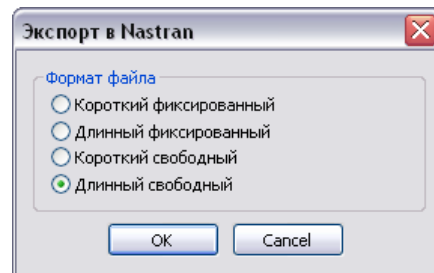 Экспорт в Nastran
Формат файла
Короткий фиксированный
Длинный фиксированный
Короткий свободный
Длинный свободный
OK Cancel